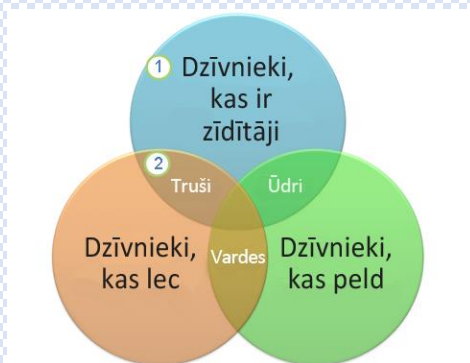 1 Dzīvnieki,
kas ir
zīdītāji
2
Truši
Ūdri
Dzīvnieki,
kas lec
Vardes
Dzīvnieki,
kas peld